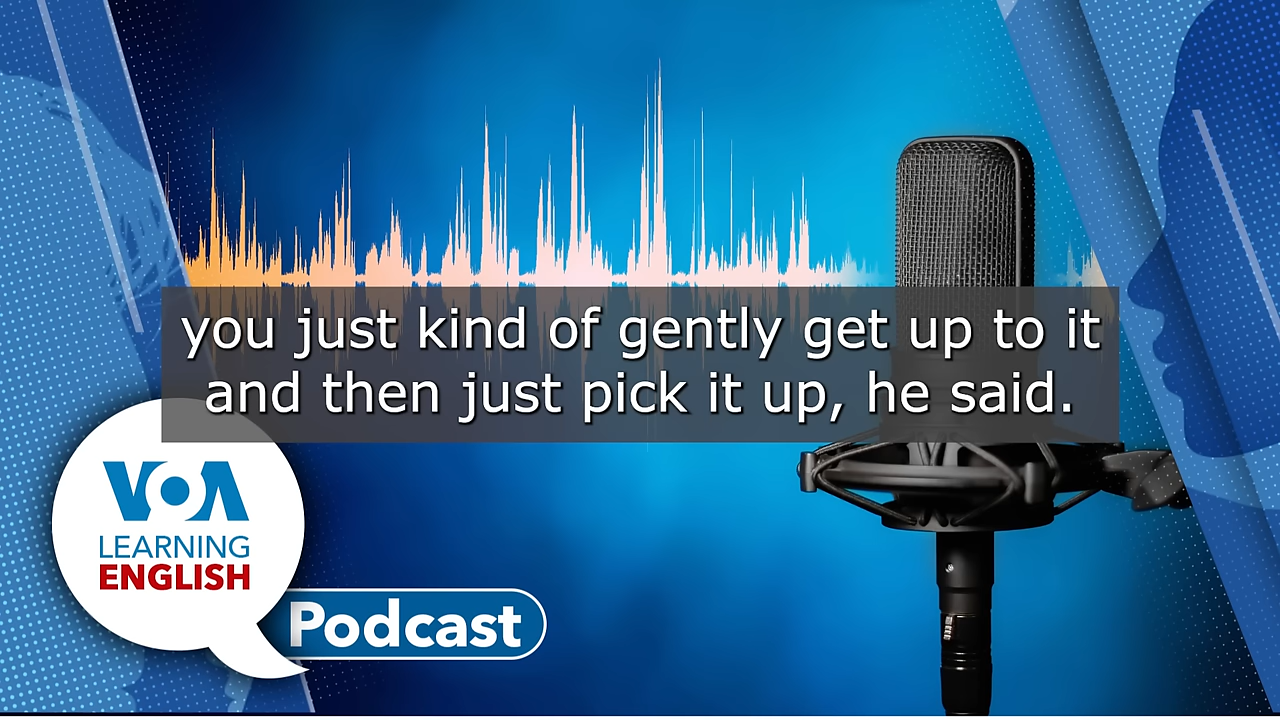 you just kind of gently get up to it
and then just pick it up, he said.
VOA
LEARNING
ENGLISH
Podcast